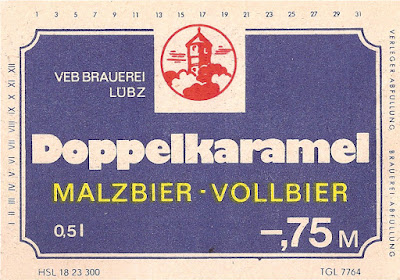 1 3 5 7 9 11 13 15 17 19 21 23 25 27 29 31
I II III IV V VI VII VIII IX X XI XII
VEB BRAUEREI
LÜBZ
Doppelkaramel
MALZBIER - VOLLBIER
0,5 l
-,75 M
VERLEGER ABFÜLLUNG
BRAUEREI ABFÜLLUNG
HSL 18 23 300
TGL 7764